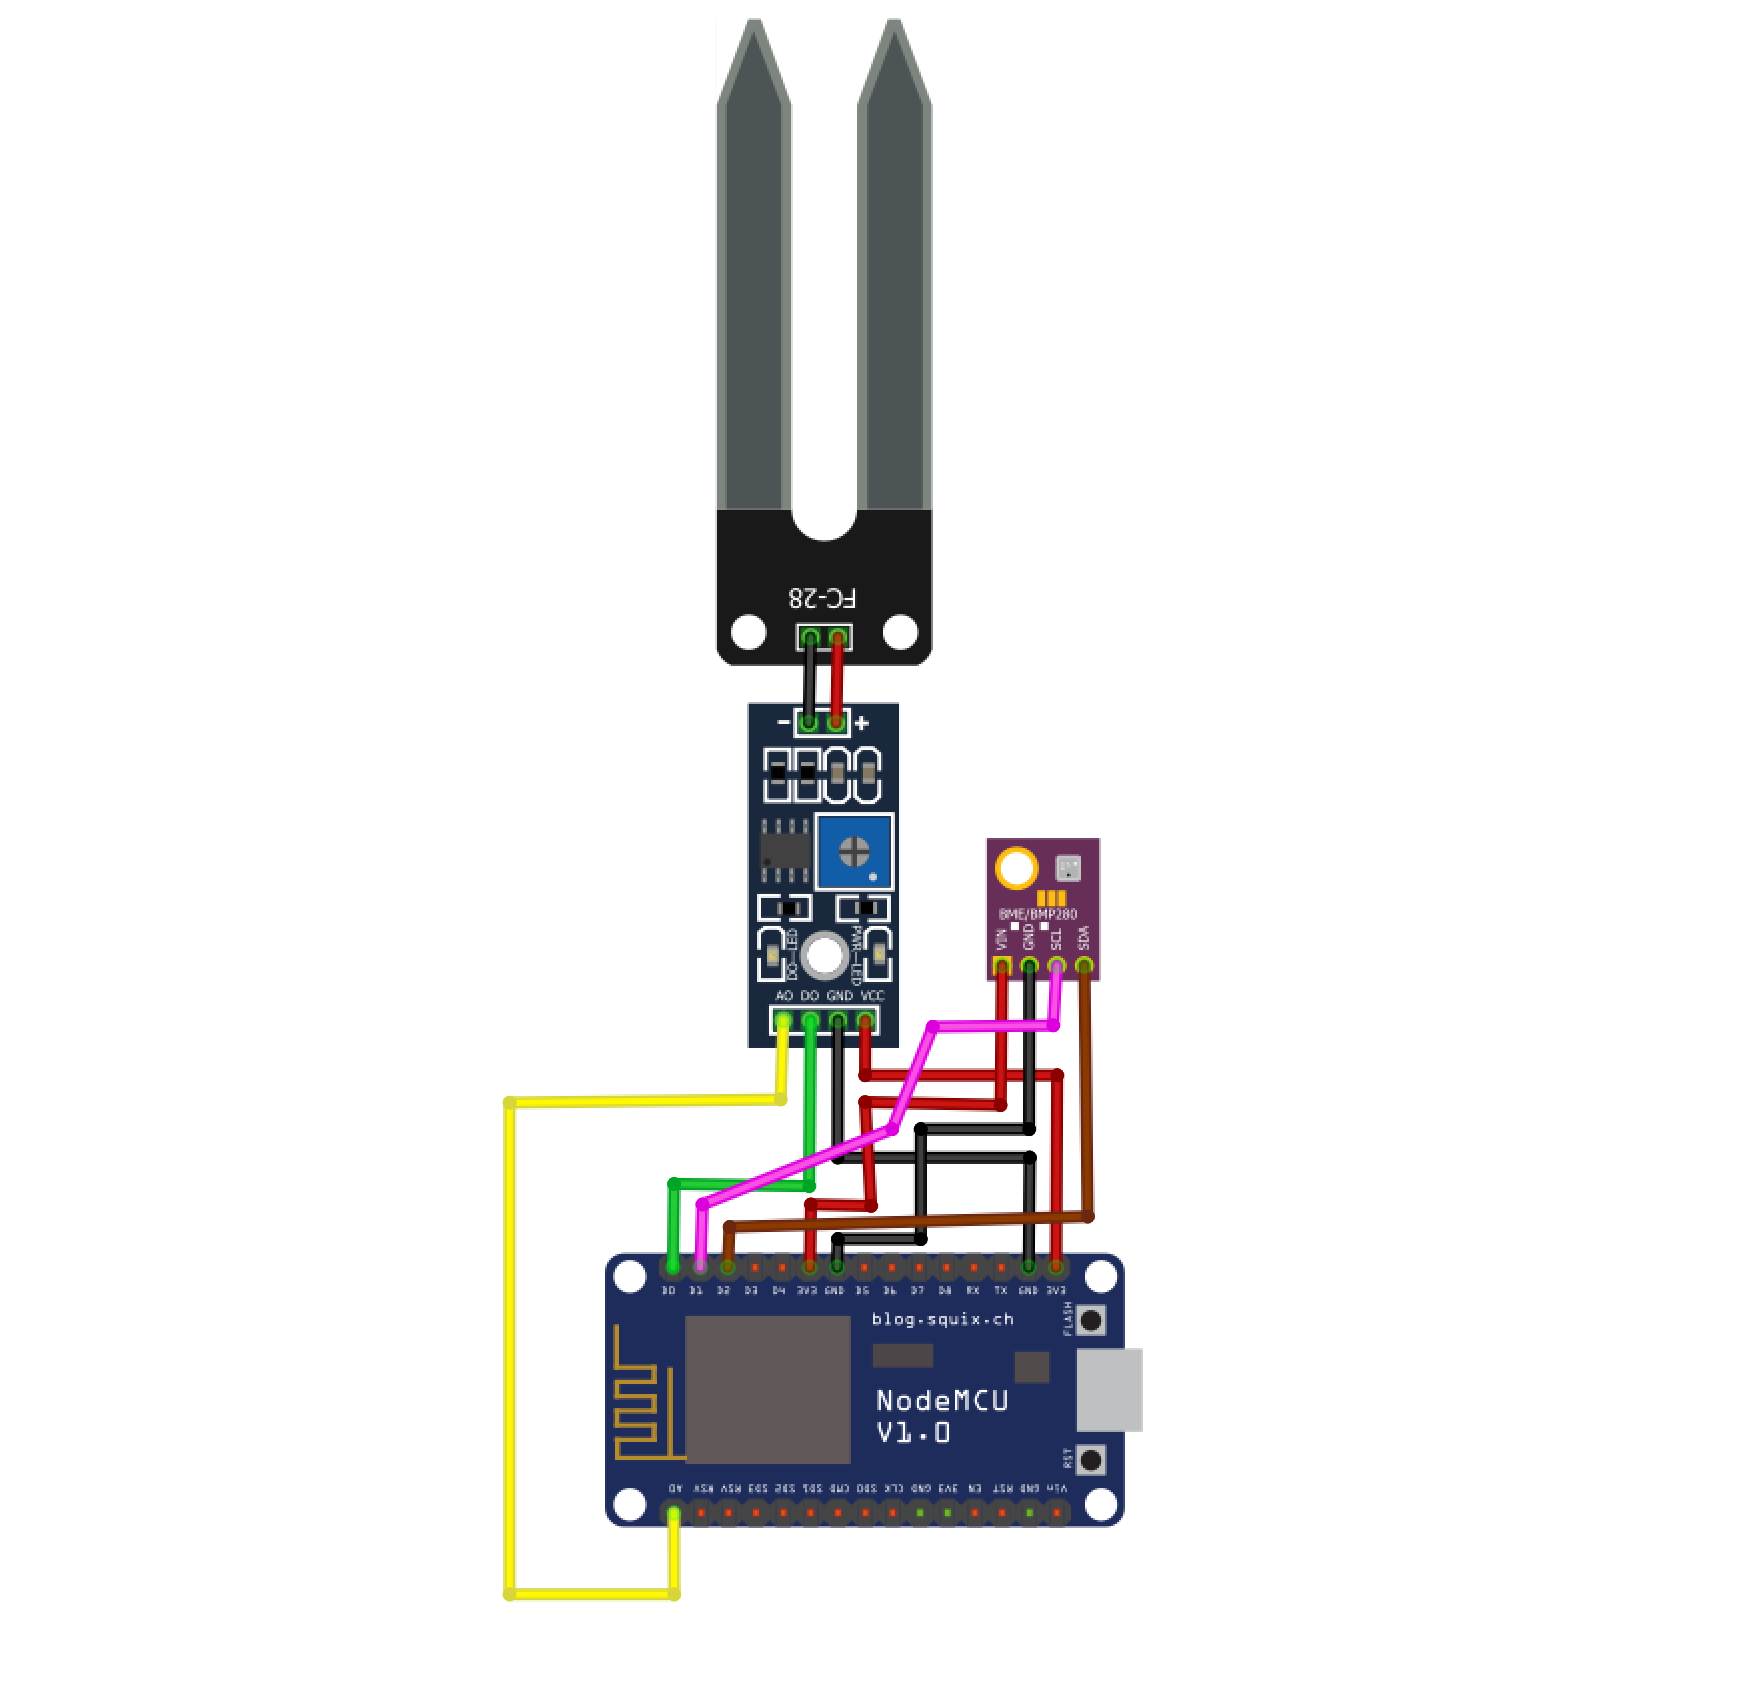 FC-28
- +
DO-LED
PWR-LED
AO DO GND VCC
BME/BMP280
VIN GND SCL SDA
D0 D1 D2 D3 D4 3V3 GND D5 D6 D7 D8 RX TX GND 3V3
blog.squix.ch
FLASH
NodeMCU
V1.0
RST
A0 RSV RSV SD3 SD2 SD1 CMD SD0 CLK GND 3V3 EN RST GND Vin